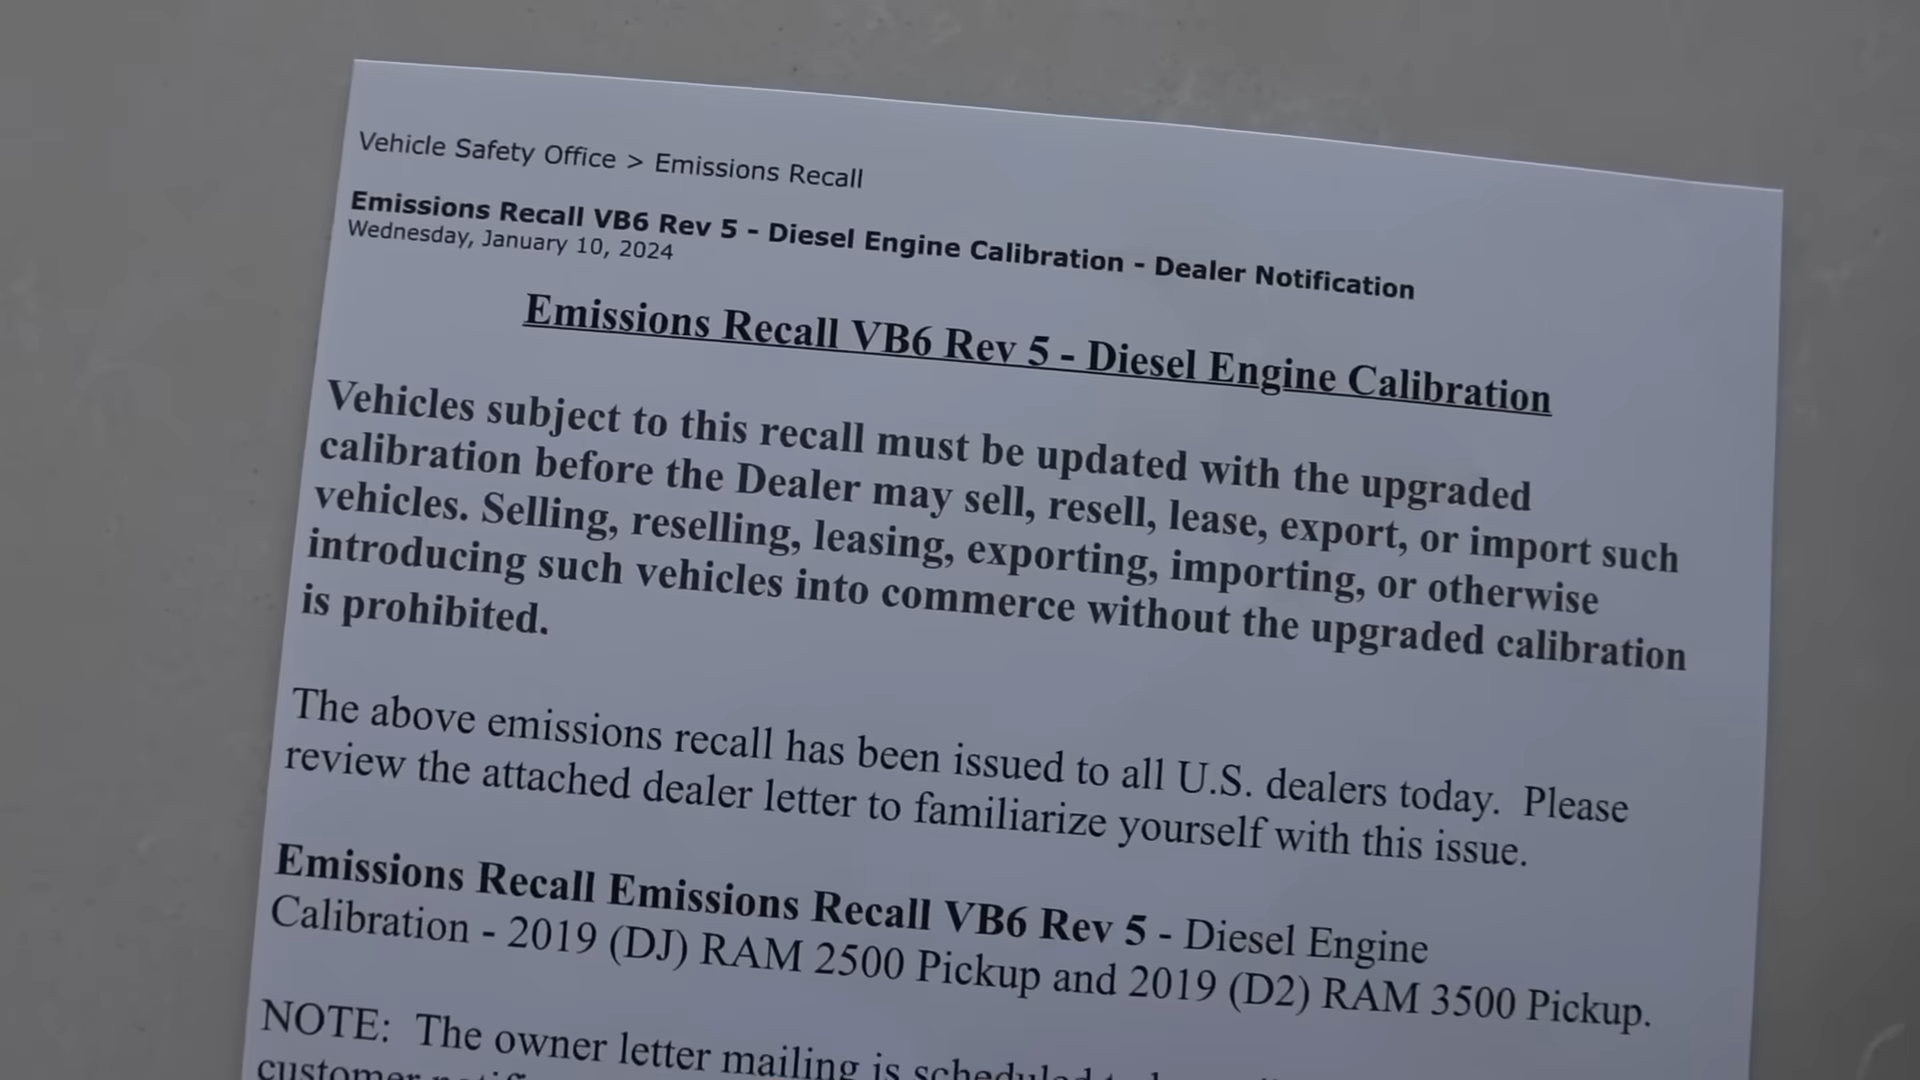 Vehicle Safety Office > Emissions Recall
Emissions Recall VB6 Rev 5 - Diesel Engine Calibration - Dealer Notification
Wednesday, January 10, 2024
Emissions Recall VB6 Rev 5 - Diesel Engine Calibration
Vehicles subject to this recall must be updated with the upgraded
calibration before the Dealer may sell, resell, lease, export, or import such
vehicles. Selling, reselling, leasing, exporting, importing, or otherwise
introducing such vehicles into commerce without the upgraded calibration
is prohibited.
The above emissions recall has been issued to all U.S. dealers today. Please
review the attached dealer letter to familiarize yourself with this issue.
Emissions Recall Emissions Recall VB6 Rev 5 - Diesel Engine
Calibration - 2019 (DJ) RAM 2500 Pickup and 2019 (D2) RAM 3500 Pickup.
NOTE: The owner letter mailing is scheduled
customer